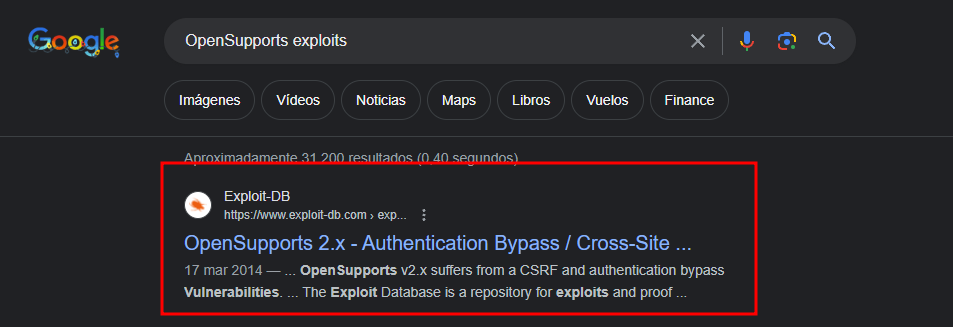 Google
OpenSupports exploits
Imágenes
Vídeos
Noticias
Maps
Libros
Vuelos
Finance
Aproximadamente 31.200 resultados (0,40 segundos)
Exploit-DB
https://www.exploit-db.com › exp...
OpenSupports 2.x - Authentication Bypass / Cross-Site ...
17 mar 2014 — ... OpenSupports v2.x suffers from a CSRF and authentication bypass
Vulnerabilities. ... The Exploit Database is a repository for exploits and proof ...